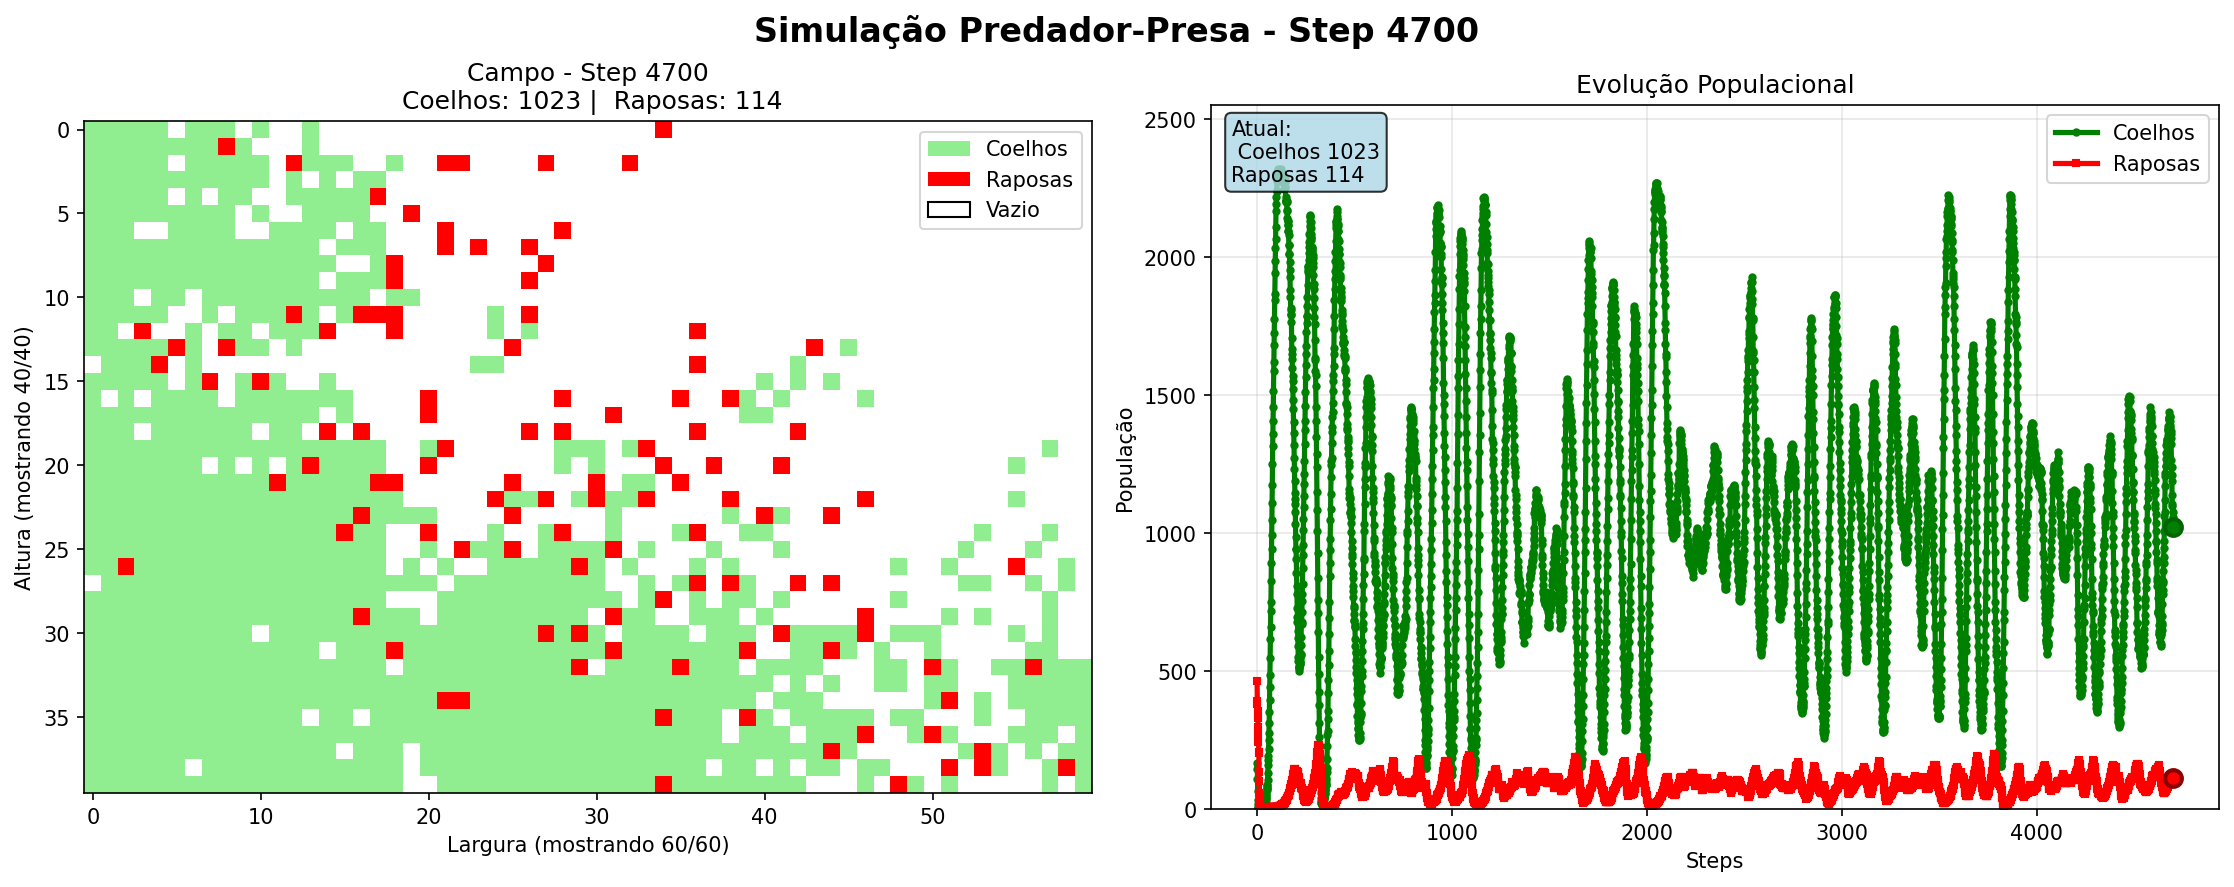 Simulação Predador-Presa - Step 4700
Campo - Step 4700
Coelhos: 1023 |  Raposas: 114
Coelhos
Raposas
Vazio
0
5
10
15
20
25
30
35
Altura (mostrando 40/40)
0
10
20
30
40
50
Largura (mostrando 60/60)
Evolução Populacional
Atual:
Coelhos 1023
Raposas 114
Coelhos
Raposas
2500
2000
1500
1000
500
0
População
0
1000
2000
3000
4000
Steps